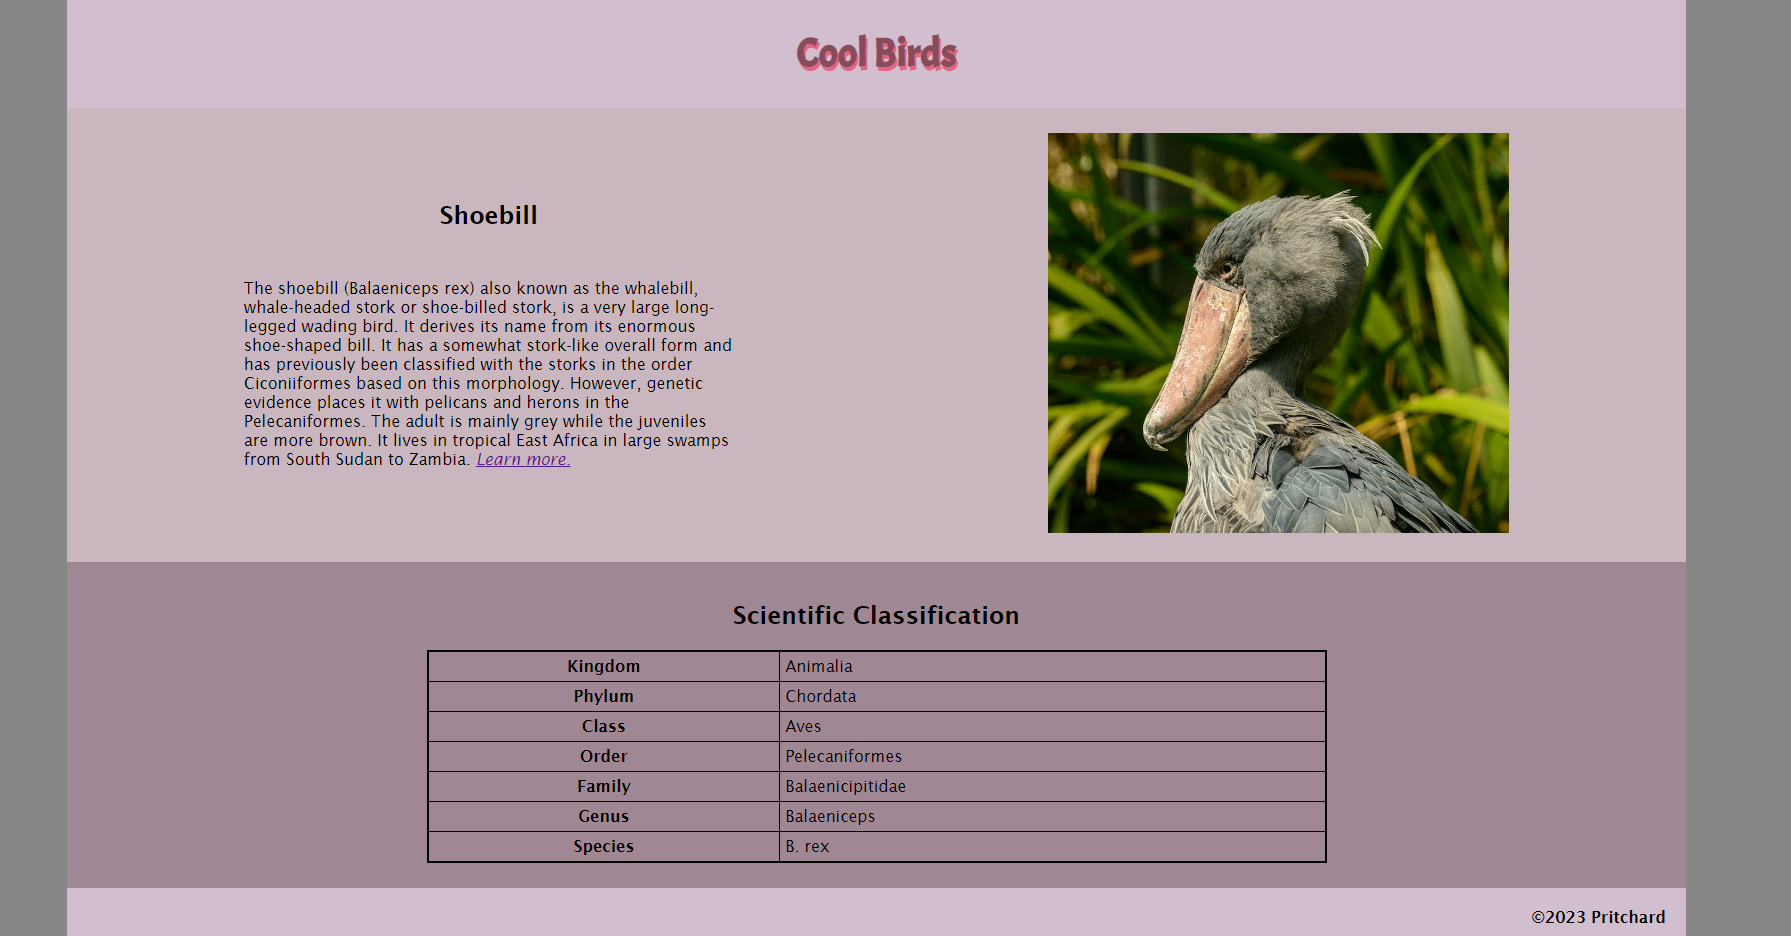 Cool Birds
Shoebill
The shoebill (Balaeniceps rex) also known as the whalebill,
whale-headed stork or shoe-billed stork, is a very large long-
legged wading bird. It derives its name from its enormous
shoe-shaped bill. It has a somewhat stork-like overall form and
has previously been classified with the storks in the order
Ciconiiformes based on this morphology. However, genetic
evidence places it with pelicans and herons in the
Pelecaniformes. The adult is mainly grey while the juveniles
are more brown. It lives in tropical East Africa in large swamps
from South Sudan to Zambia. Learn more.
Scientific Classification
Kingdom Animalia
Phylum Chordata
Class Aves
Order Pelecaniformes
Family Balaenicipitidae
Genus Balaeniceps
Species B. rex
©2023 Pritchard